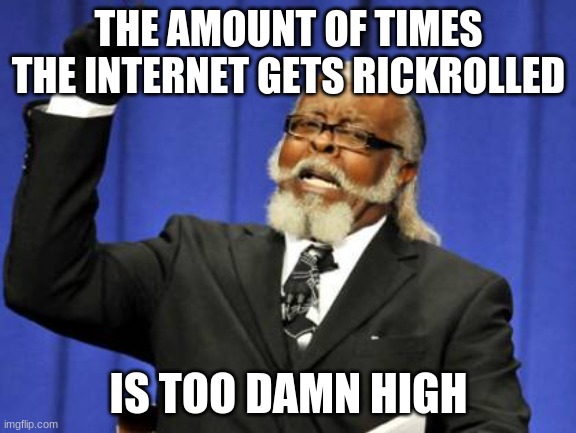 THE AMOUNT OF TIMES
THE INTERNET GETS RICKROLLED
IS TOO DAMN HIGH
imgflip.com